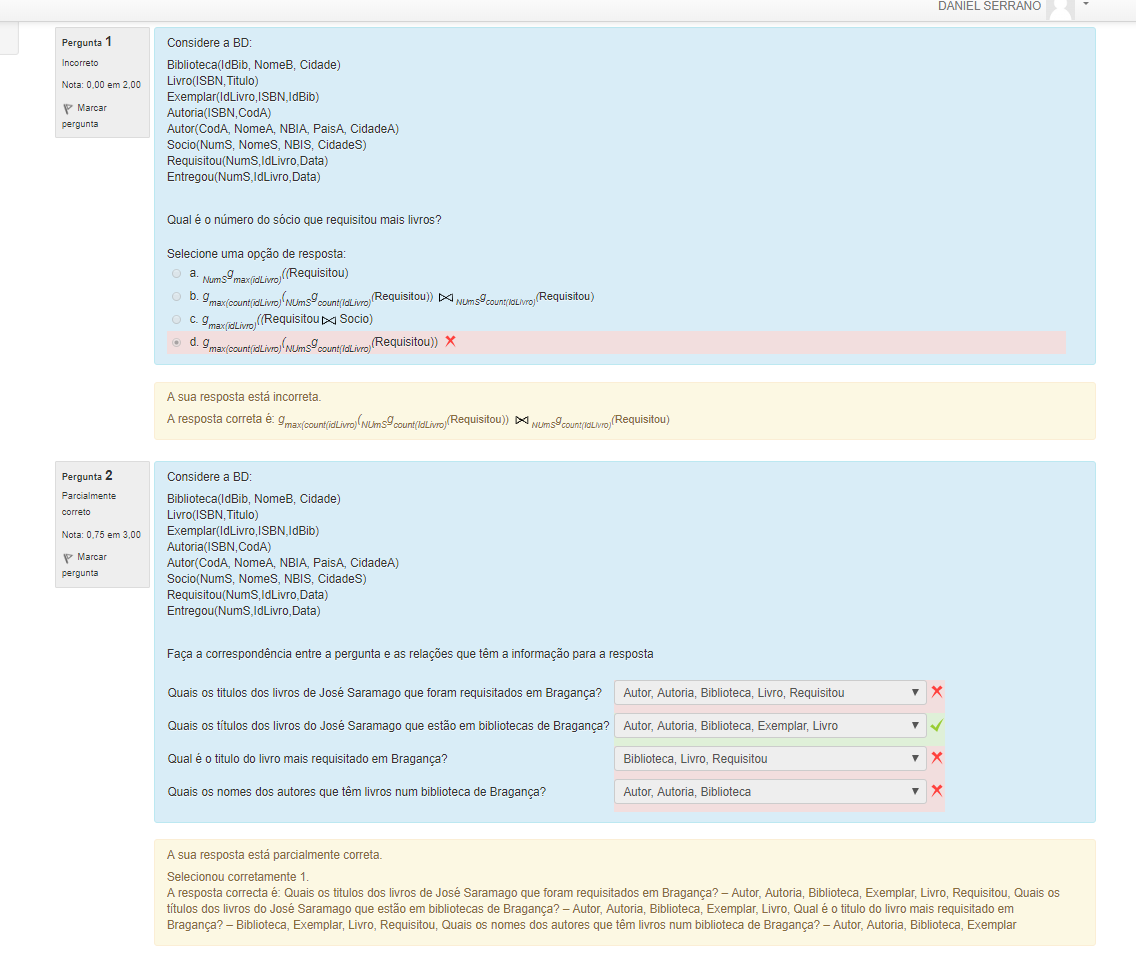 DANIEL SERRANO
Pergunta 1
Incorreto
Nota: 0,00 em 2,00
Marcar
pergunta
Considere a BD:
Biblioteca(IdBib, NomeB, Cidade)
Livro(ISBN,Titulo)
Exemplar(IdLivro,ISBN,IdBib)
Autoria(ISBN,CodA)
Autor(CodA, NomeA, NBIA, PaisA, CidadeA)
Socio(NumS, NomeS, NBIS, CidadeS)
Requisitou(NumS,IdLivro,Data)
Entregou(NumS,IdLivro,Data)
Qual é o número do sócio que requisitou mais livros?
Selecione uma opção de resposta:
a. NumS g max(idLivro) ((Requisitou)
b. g max(count(idLivro) (NUmS g count(IdLivro) (Requisitou)) ⋈ NUmS g count(IdLivro) (Requisitou)
c. g max(idLivro) ((Requisitou ⋈ Socio)
d. g max(count(idLivro) (NUmS g count(IdLivro) (Requisitou))
A sua resposta está incorreta.
A resposta correta é: g max(count(idLivro) (NUmS g count(IdLivro) (Requisitou)) ⋈ NUmS g count(IdLivro) (Requisitou)
Pergunta 2
Parcialmente
correto
Nota: 0,75 em 3,00
Marcar
pergunta
Considere a BD:
Biblioteca(IdBib, NomeB, Cidade)
Livro(ISBN,Titulo)
Exemplar(IdLivro,ISBN,IdBib)
Autoria(ISBN,CodA)
Autor(CodA, NomeA, NBIA, PaisA, CidadeA)
Socio(NumS, NomeS, NBIS, CidadeS)
Requisitou(NumS,IdLivro,Data)
Entregou(NumS,IdLivro,Data)
Faça a correspondência entre a pergunta e as relações que têm a informação para a resposta
Quais os titulos dos livros de José Saramago que foram requisitados em Bragança? Autor, Autoria, Biblioteca, Livro, Requisitou
Quais os títulos dos livros do José Saramago que estão em bibliotecas de Bragança? Autor, Autoria, Biblioteca, Exemplar, Livro
Qual é o titulo do livro mais requisitado em Bragança? Biblioteca, Livro, Requisitou
Quais os nomes dos autores que têm livros num biblioteca de Bragança? Autor, Autoria, Biblioteca
A sua resposta está parcialmente correta.
Selecionou corretamente 1.
A resposta correcta é: Quais os titulos dos livros de José Saramago que foram requisitados em Bragança? – Autor, Autoria, Biblioteca, Exemplar, Livro, Requisitou, Quais os
títulos dos livros do José Saramago que estão em bibliotecas de Bragança? – Autor, Autoria, Biblioteca, Exemplar, Livro, Qual é o titulo do livro mais requisitado em
Bragança? – Biblioteca, Exemplar, Livro, Requisitou, Quais os nomes dos autores que têm livros num biblioteca de Bragança? – Autor, Autoria, Biblioteca, Exemplar